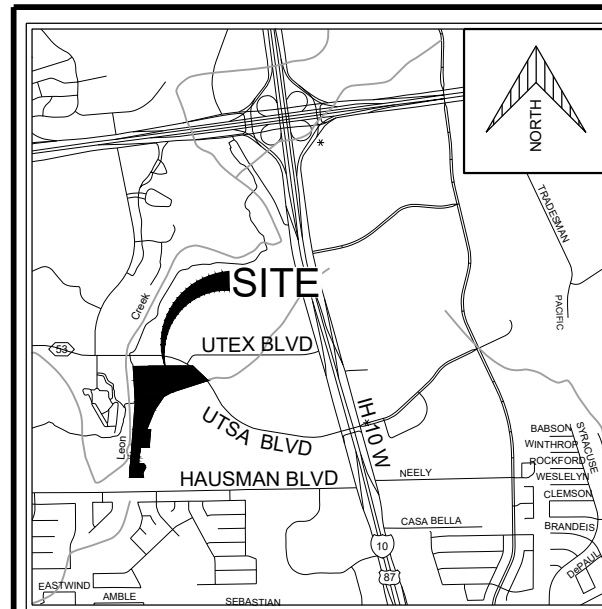 NORTH
*
TRADESMAN
PACIFIC
Creek
SITE
53
UTEX BLVD
UTSA BLVD
IH*10 W
Leon
HAUSMAN BLVD
NEELY
BABSON
WINTHROP
SYRACUSE
ROCKFORD
WESLELYN
CLEMSON
CASA BELLA
BRANDEIS
10
87
DePAUL
EASTWIND
AMBLE
SEBASTIAN